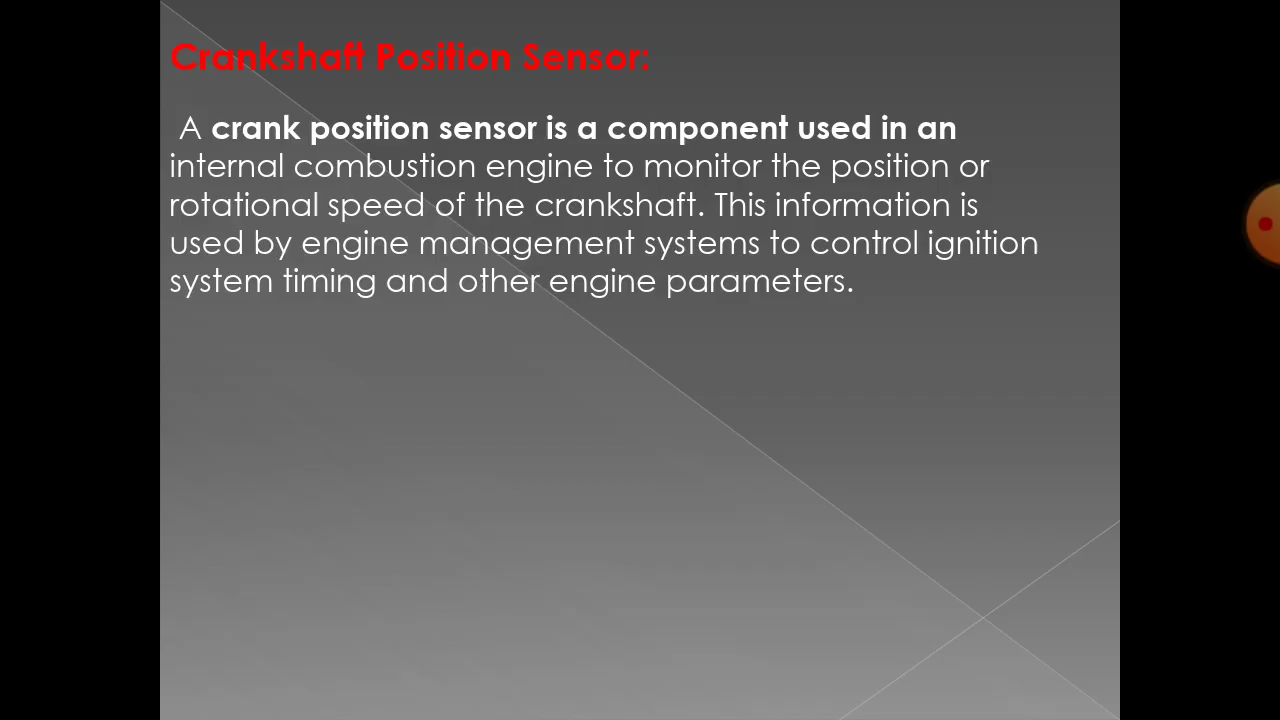 Crankshaft Position Sensor:
A crank position sensor is a component used in an
internal combustion engine to monitor the position or
rotational speed of the crankshaft. This information is
used by engine management systems to control ignition
system timing and other engine parameters.